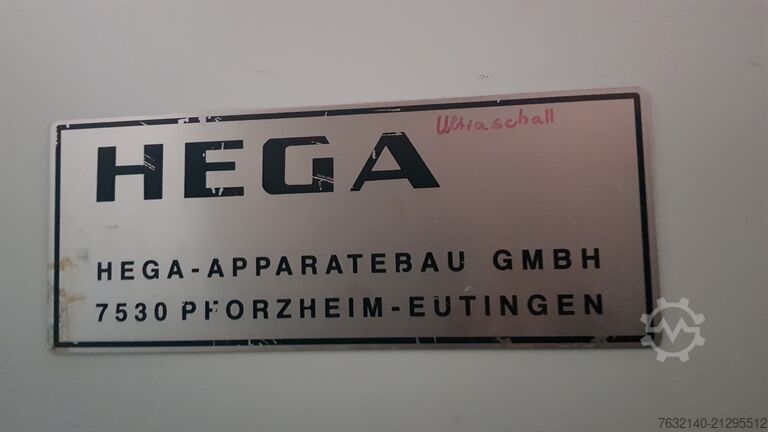 HEGA
Ultraschall
HEGA-APPARATEBAU GMBH
7530 PFORZHEIM-EUTINGEN
7632140-21295512